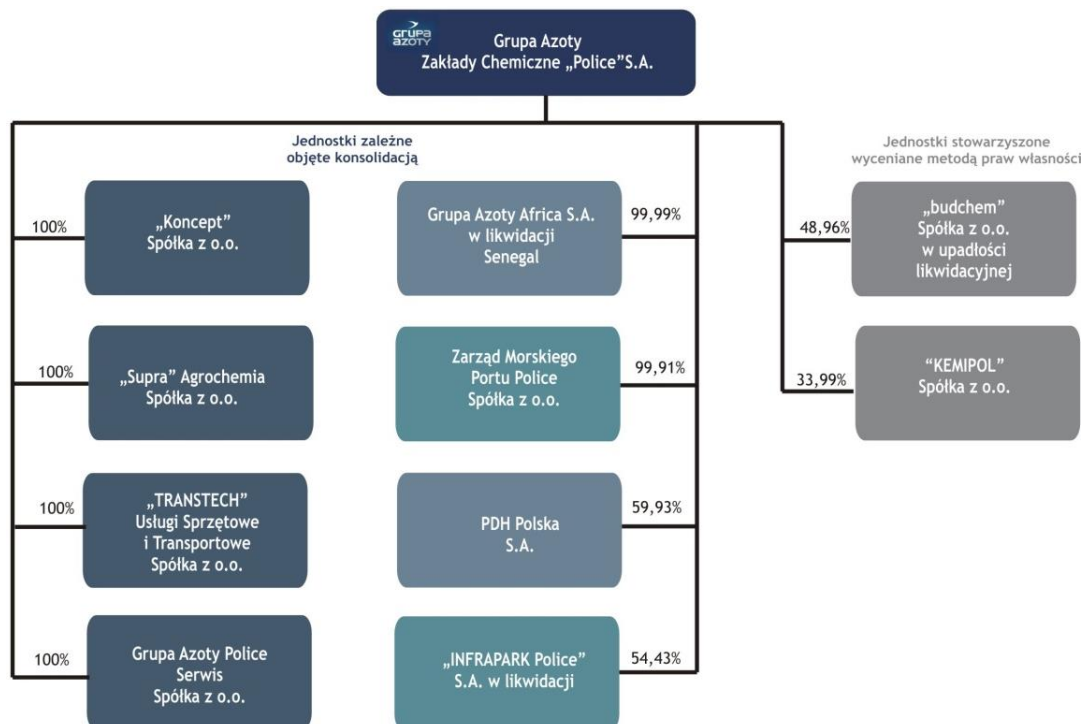 GRUPA
AZOTY
Grupa Azoty
Zakłady Chemiczne „Police”S.A.
Jednostki zależne
objęte konsolidacją
Jednostki stowarzyszone
wyceniane metodą praw własności
100%
„Koncept”
Spółka z o.o.
Grupa Azoty Africa S.A.
w likwidacji
Senegal
99,99%
48,96%
„budchem”
Spółka z o.o.
w upadłości
likwidacyjnej
100%
„Supra” Agrochemia
Spółka z o.o.
Zarząd Morskiego
Portu Police
Spółka z o.o.
99,91%
33,99%
“KEMIPOL”
Spółka z o.o.
100%
„TRANSTECH”
Usługi Sprzętowe
i Transportowe
Spółka z o.o.
PDH Polska
S.A.
59,93%
100%
Grupa Azoty Police
Serwis
Spółka z o.o.
„INFRAPARK Police”
S.A. w likwidacji
54,43%